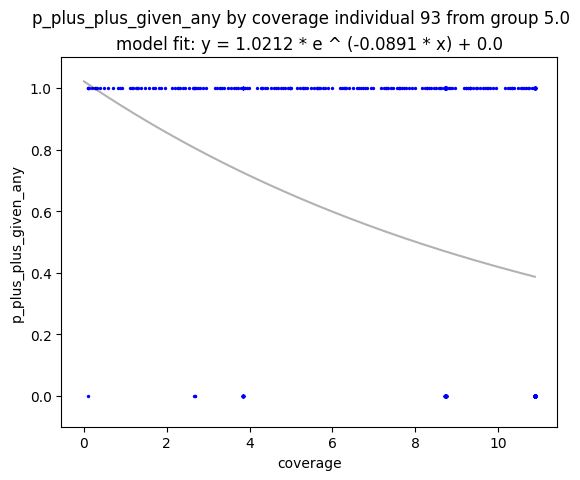 p_plus_plus_given_any by coverage individual 93 from group 5.0
model fit: y = 1.0212 * e ^ (-0.0891 * x) + 0.0
p_plus_plus_given_any
1.0
0.8
0.6
0.4
0.2
0.0
0 2 4 6 8 10
coverage